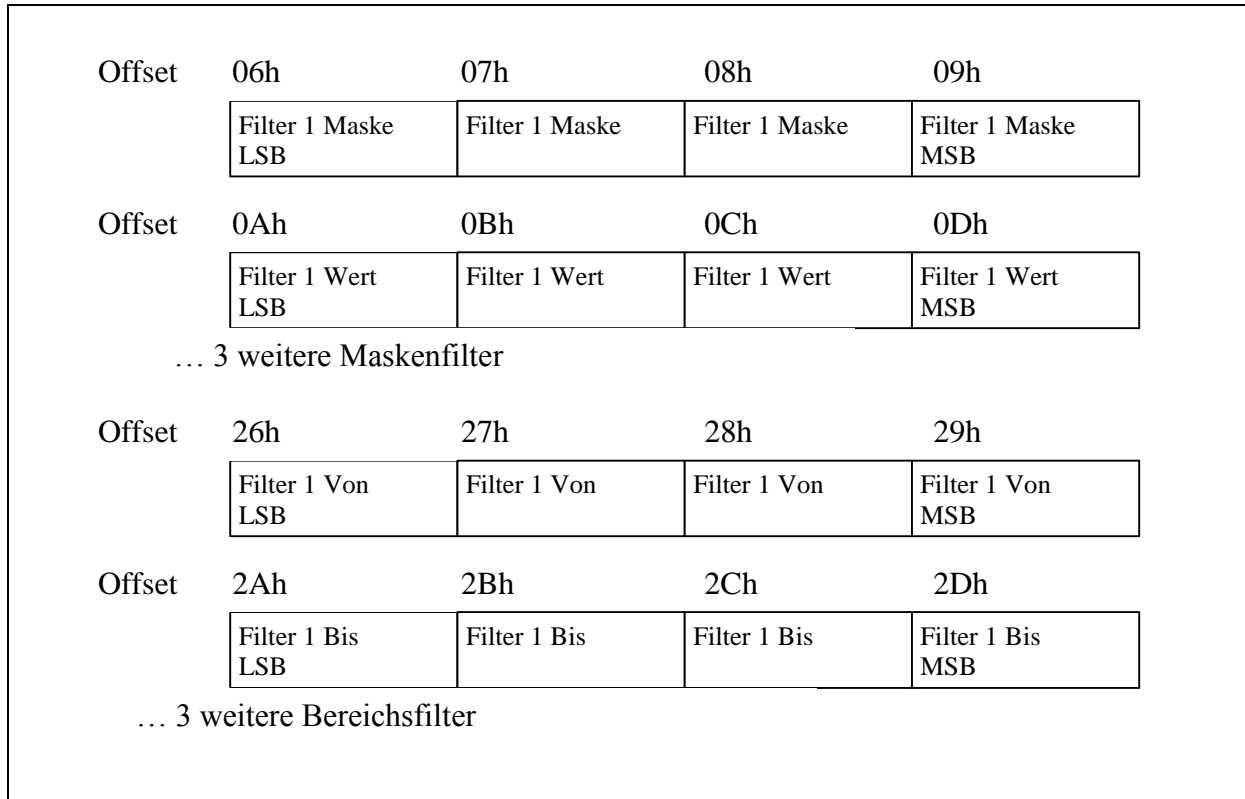 Offset 06h 07h 08h 09h
Filter 1 Maske Filter 1 Maske Filter 1 Maske Filter 1 Maske
LSB MSB
Offset 0Ah 0Bh 0Ch 0Dh
Filter 1 Wert Filter 1 Wert Filter 1 Wert Filter 1 Wert
LSB MSB
… 3 weitere Maskenfilter
Offset 26h 27h 28h 29h
Filter 1 Von Filter 1 Von Filter 1 Von Filter 1 Von
LSB MSB
Offset 2Ah 2Bh 2Ch 2Dh
Filter 1 Bis Filter 1 Bis Filter 1 Bis Filter 1 Bis
LSB MSB
… 3 weitere Bereichsfilter